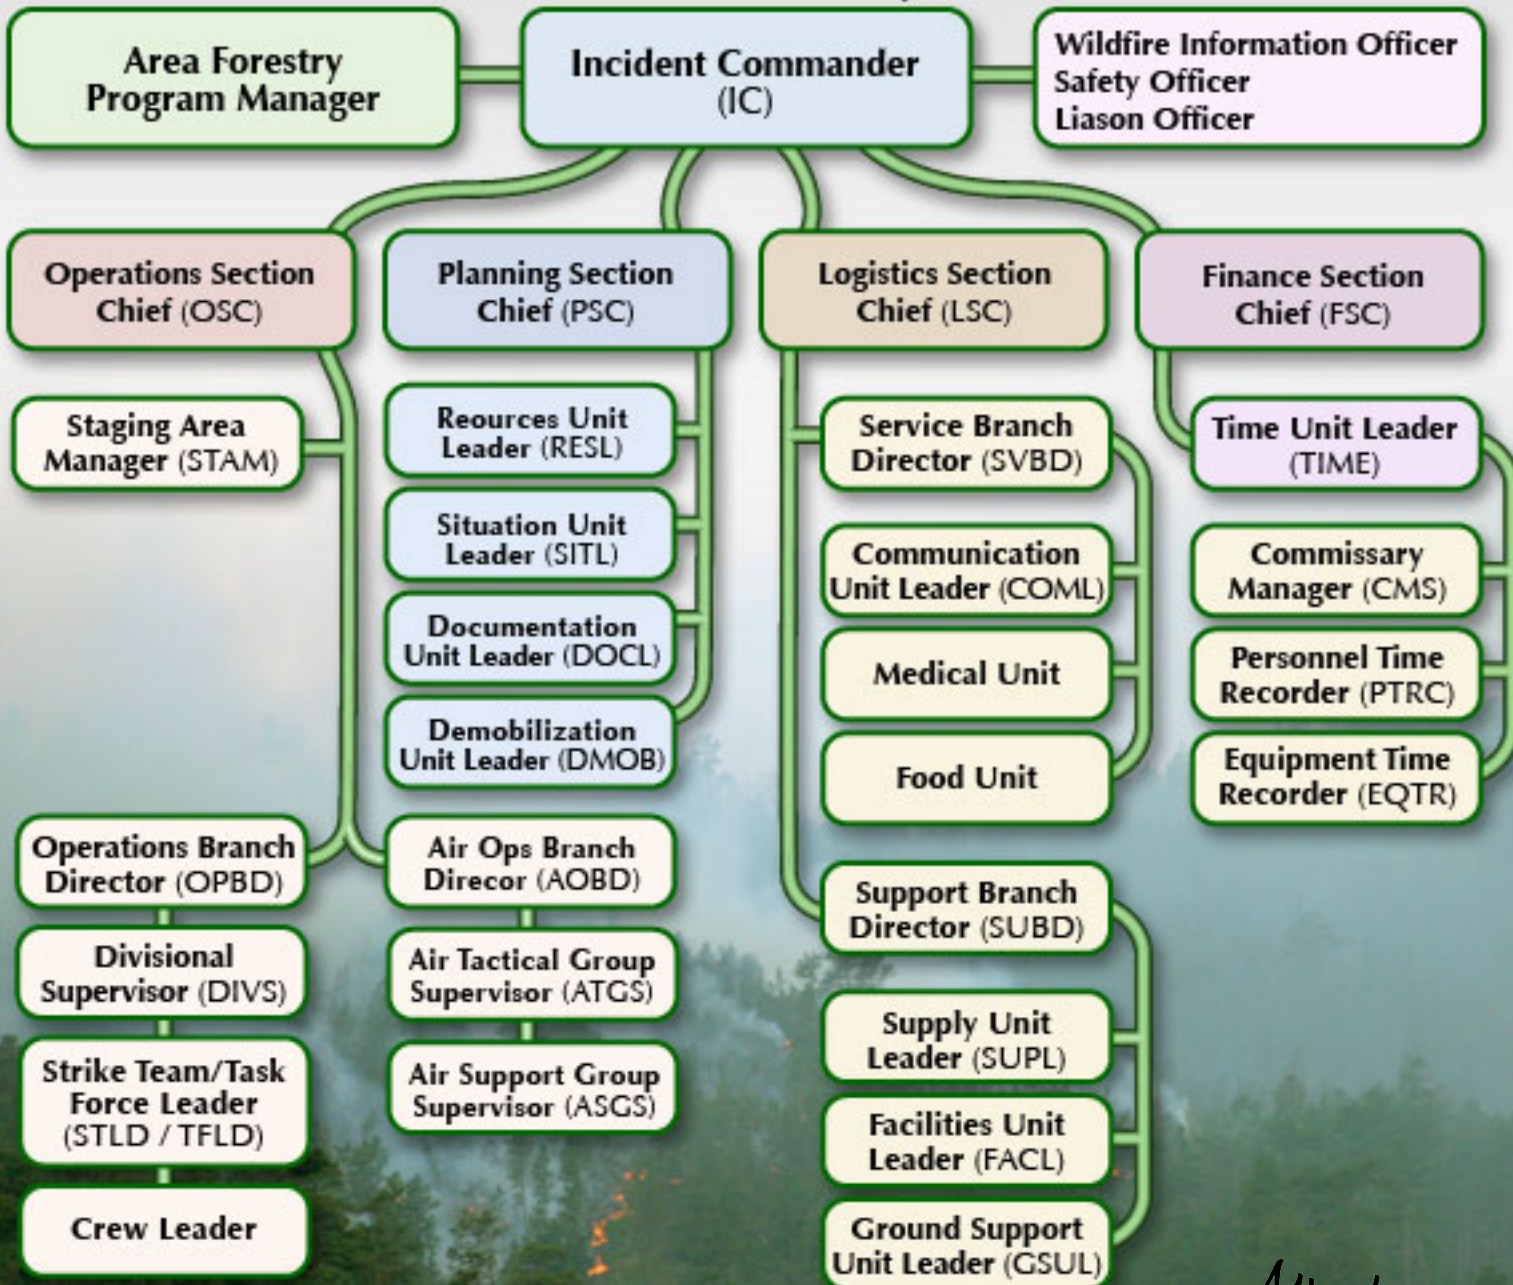 Area Forestry
Program Manager
Incident Commander
(IC)
Wildfire Information Officer
Safety Officer
Liason Officer
Operations Section
Chief (OSC)
Planning Section
Chief (PSC)
Logistics Section
Chief (LSC)
Finance Section
Chief (FSC)
Staging Area
Manager (STAM)
Reources Unit
Leader (RESL)
Situation Unit
Leader (SITL)
Documentation
Unit Leader (DOCL)
Demobilization
Unit Leader (DMOB)
Service Branch
Director (SVBD)
Communication
Unit Leader (COML)
Medical Unit
Food Unit
Time Unit Leader
(TIME)
Commissary
Manager (CMS)
Personnel Time
Recorder (PTRC)
Equipment Time
Recorder (EQTR)
Operations Branch
Director (OPBD)
Divisional
Supervisor (DIVS)
Strike Team/Task
Force Leader
(STLD / TFLD)
Crew Leader
Air Ops Branch
Direcor (AOBD)
Air Tactical Group
Supervisor (ATGS)
Air Support Group
Supervisor (ASGS)
Support Branch
Director (SUBD)
Supply Unit
Leader (SUPL)
Facilities Unit
Leader (FACL)
Ground Support
Unit Leader (GSUL)